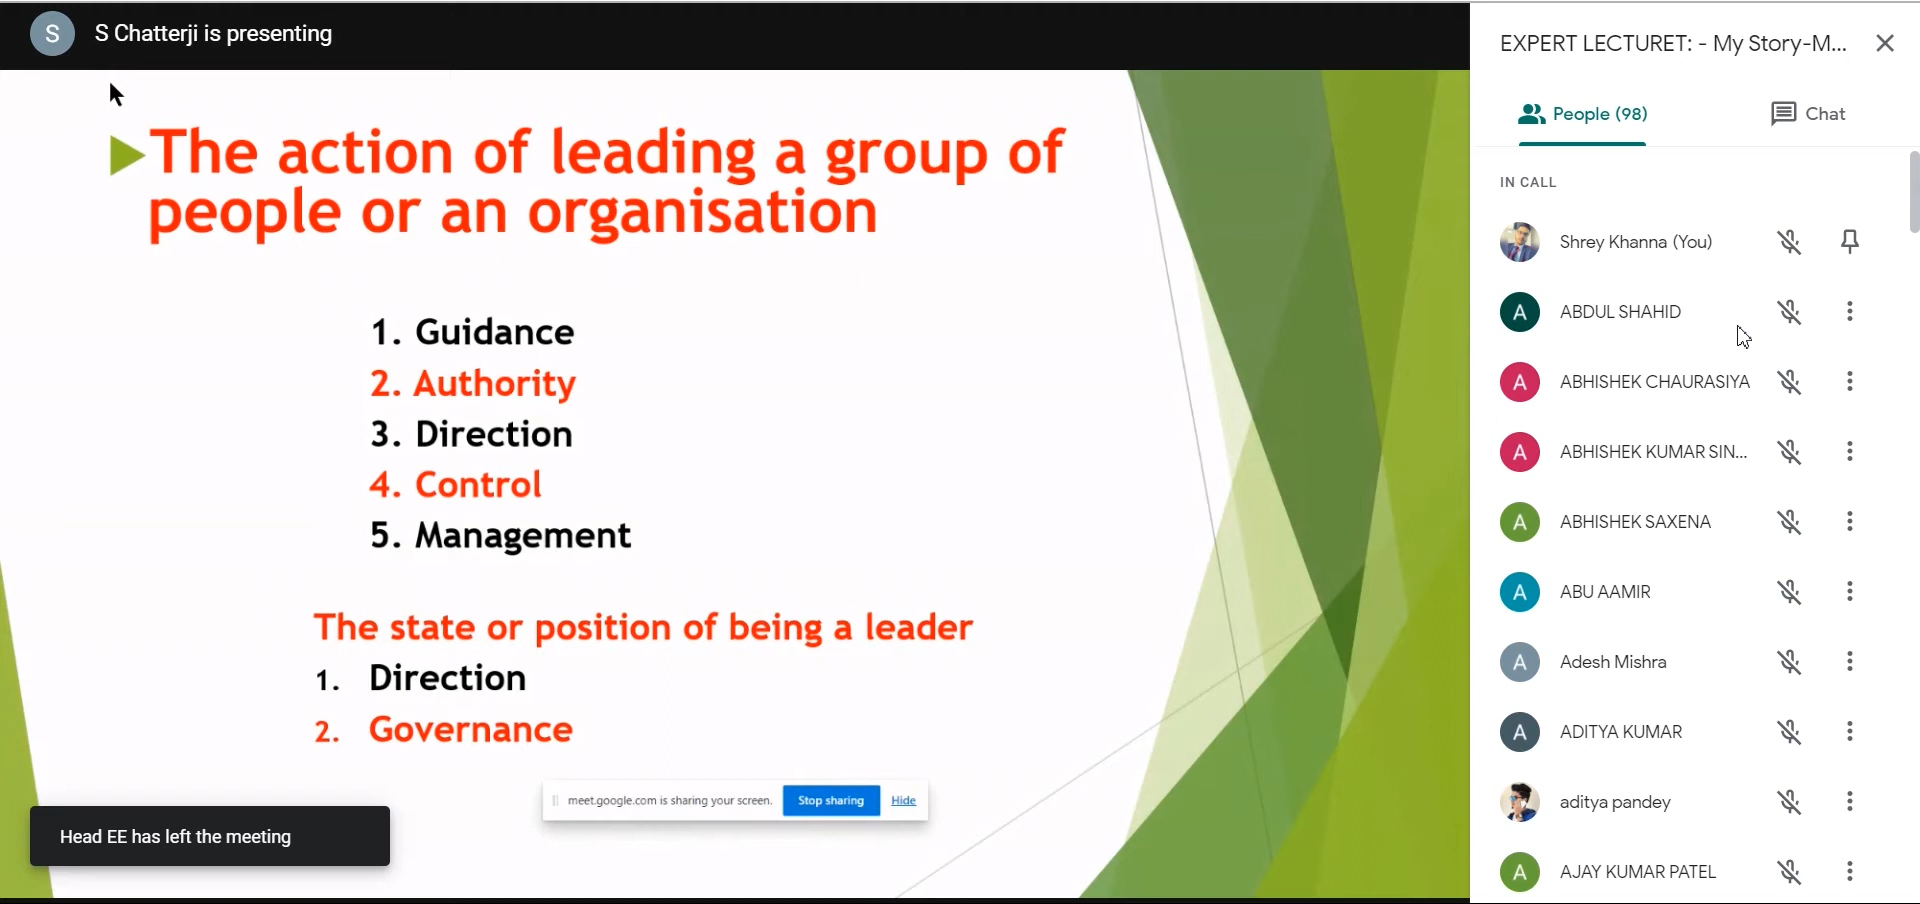 S
S Chatterji is presenting
The action of leading a group of
people or an organisation
1. Guidance
2. Authority
3. Direction
4. Control
5. Management
The state or position of being a leader
1. Direction
2. Governance
meet.google.com is sharing your screen. Stop sharing Hide
Head EE has left the meeting
EXPERT LECTURET: - My Story-M...
People (98) Chat
IN CALL
Shrey Khanna (You)
A ABDUL SHAHID
A ABHISHEK CHAURASIYA
A ABHISHEK KUMAR SIN...
A ABHISHEK SAXENA
A ABU AAMIR
A Adesh Mishra
A ADITYA KUMAR
aditya pandey
A AJAY KUMAR PATEL